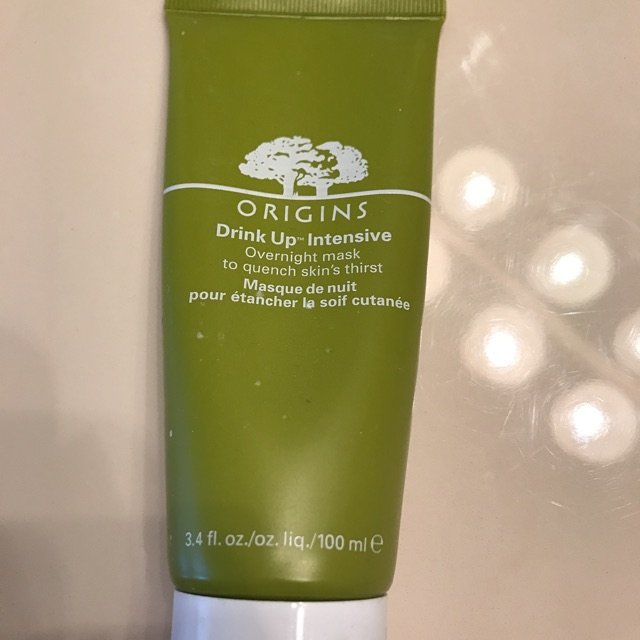 ORIGINS
Drink Up™ Intensive
Overnight mask
to quench skin's thirst
Masque de nuit
pour étancher la soif cutanée
3.4 fl. oz./oz. liq./100 ml ℮